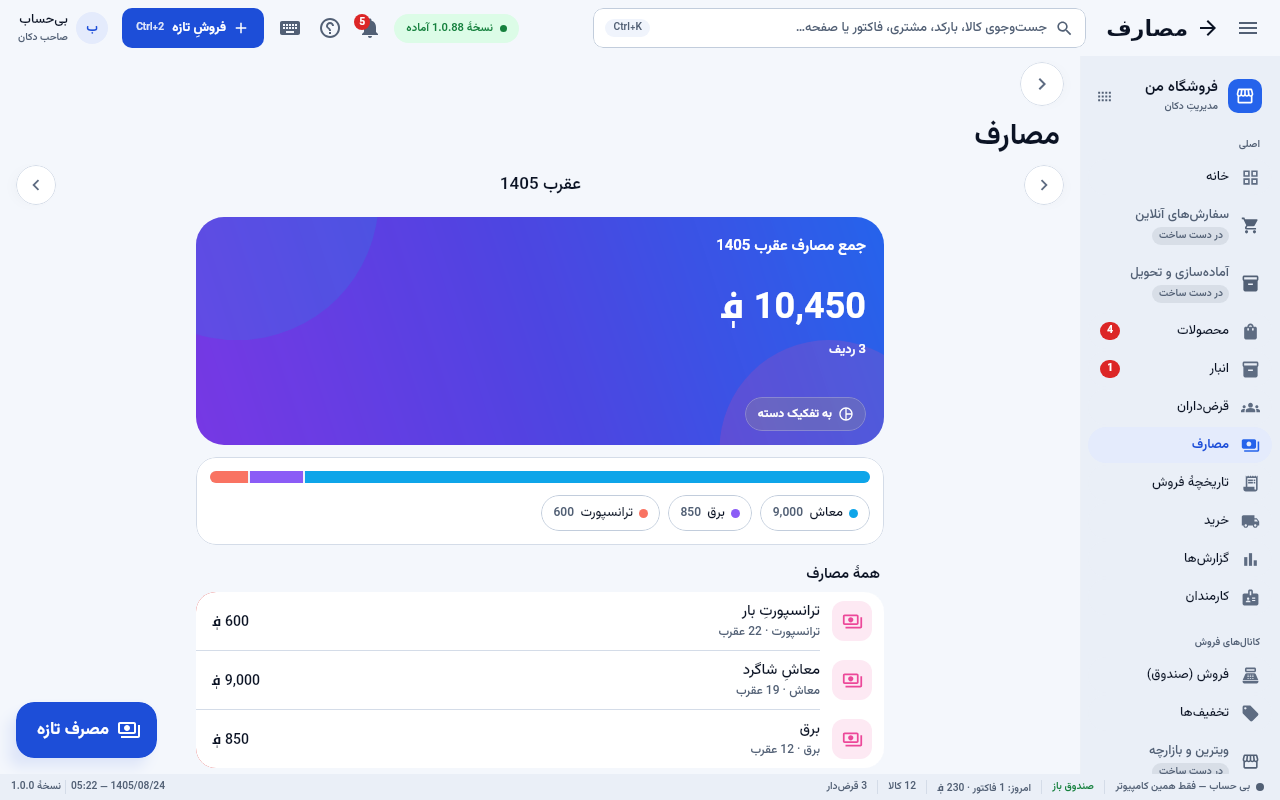 مصارف
جست‌وجوی کالا، بارکد، مشتری، فاکتور یا صفحه...
Ctrl+K
نسخهٔ 1.0.88 آماده
5
فروشِ تازه Ctrl+2
ب
بی‌حساب
صاحب دکان
فروشگاه من
مدیریتِ دکان
اصلی
خانه
سفارش‌های آنلاین
در دست ساخت
آماده‌سازی و تحویل
در دست ساخت
محصولات
4
انبار
1
قرض‌داران
مصارف
تاریخچهٔ فروش
خرید
گزارش‌ها
کارمندان
کانال‌های فروش
فروش (صندوق)
تخفیف‌ها
ویترین و بازارچه
در دست ساخت
مصارف
عقرب 1405
جمع مصارف عقرب 1405
10,450 ؋
3 ردیف
به تفکیک دسته
معاش 9,000
برق 850
ترانسپورت 600
همهٔ مصارف
ترانسپورتِ بار
ترانسپورت · 22 عقرب
600 ؋
معاشِ شاگرد
معاش · 19 عقرب
9,000 ؋
برق
برق · 12 عقرب
850 ؋
مصرف تازه
بی حساب — فقط همین کامپیوتر
صندوق باز
امروز: 1 فاکتور · 230 ؋
12 کالا
3 قرض‌دار
1405/08/24 — 05:22
نسخهٔ 1.0.0